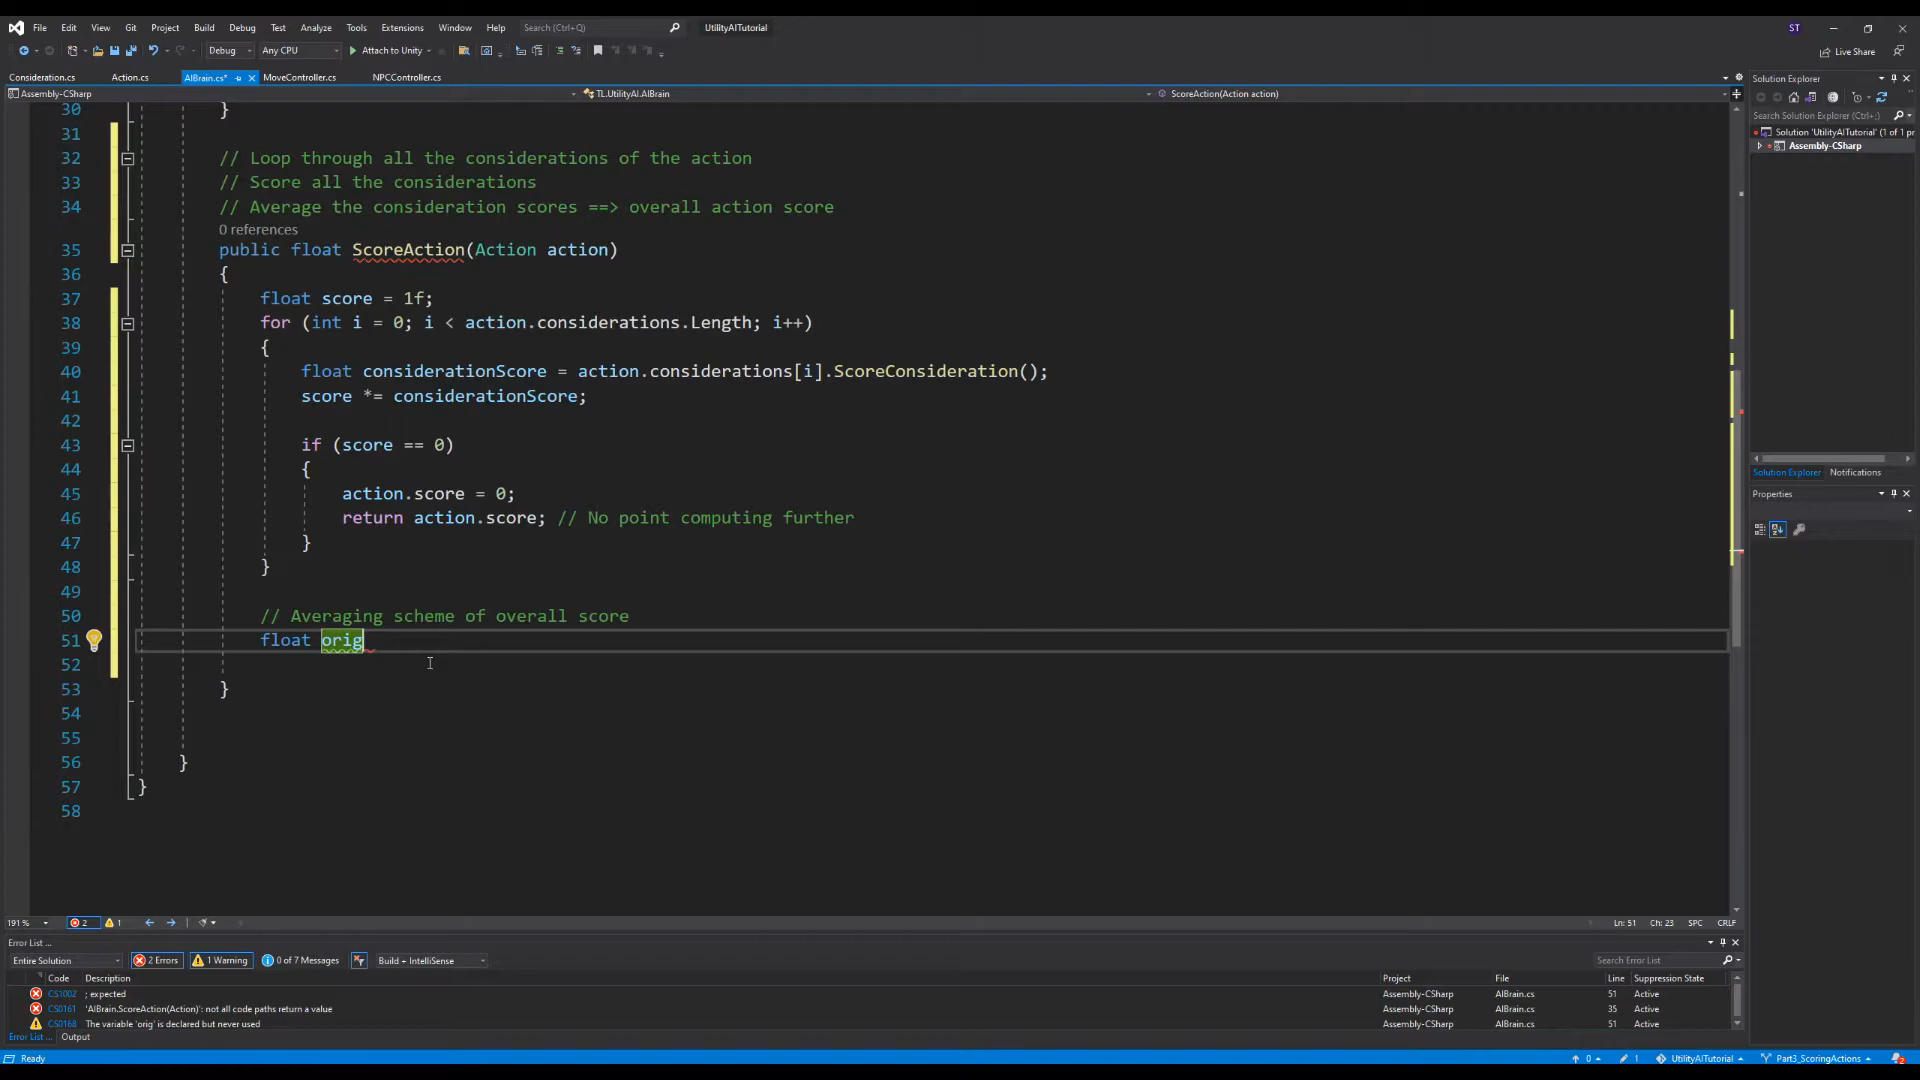 File Edit View Git Project Build Debug Test Analyze Tools Extensions Window Help Search (Ctrl+Q) UtilityAITutorial ST
Debug Any CPU Attach to Unity Live Share
Consideration.cs Action.cs AIBrain.cs* MoveController.cs NPCController.cs
Assembly-CSharp TL.UtilityAI.AIBrain ScoreAction(Action action)
30 }
31
32 // Loop through all the considerations of the action
33 // Score all the considerations
34 // Average the consideration scores ==> overall action score
0 references
35 public float ScoreAction(Action action)
36 {
37 float score = 1f;
38 for (int i = 0; i < action.considerations.Length; i++)
39 {
40 float considerationScore = action.considerations[i].ScoreConsideration();
41 score *= considerationScore;
42
43 if (score == 0)
44 {
45 action.score = 0;
46 return action.score; // No point computing further
47 }
48 }
49
50 // Averaging scheme of overall score
51 float orig
52
53 }
54
55
56 }
57 }
58
191 % 2 1 Ln: 51 Ch: 23 SPC CRLF
Error List ...
Entire Solution 2 Errors 1 Warning 0 of 7 Messages Build + IntelliSense Search Error List
Code Description Project File Line Suppression State
CS1002 ; expected Assembly-CSharp AIBrain.cs 51 Active
CS0161 'AIBrain.ScoreAction(Action)': not all code paths return a value Assembly-CSharp AIBrain.cs 35 Active
CS0168 The variable 'orig' is declared but never used Assembly-CSharp AIBrain.cs 51 Active
Error List ... Output
Ready 0 1 UtilityAITutorial Part3_ScoringActions 2
Solution Explorer
Search Solution Explorer (Ctrl+;)
Solution 'UtilityAITutorial' (1 of 1 pr
Assembly-CSharp
Solution Explorer Notifications
Properties